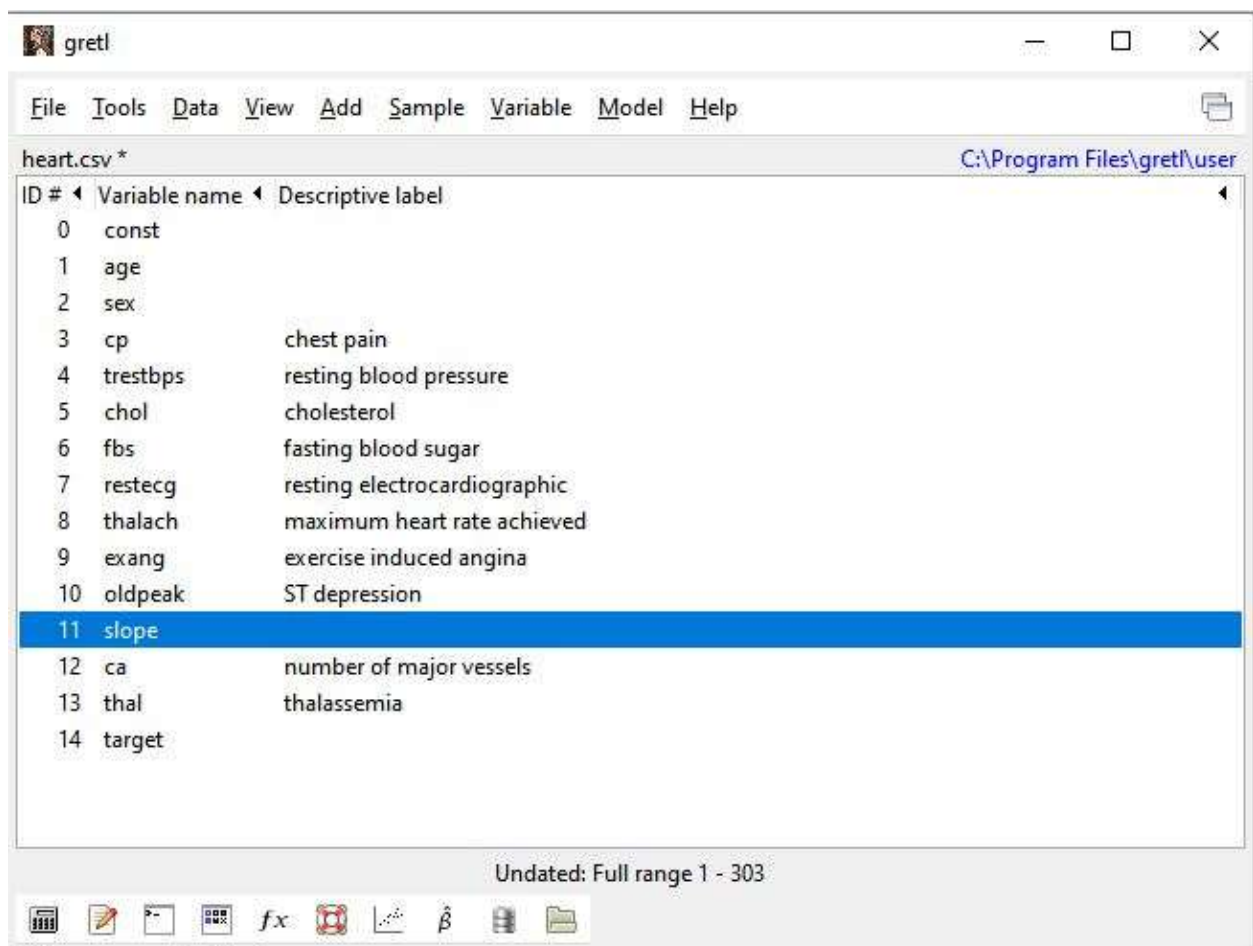 gretl
File Tools Data View Add Sample Variable Model Help
heart.csv * C:\Program Files\gretl\user
ID # Variable name Descriptive label
0 const
1 age
2 sex
3 cp chest pain
4 trestbps resting blood pressure
5 chol cholesterol
6 fbs fasting blood sugar
7 restecg resting electrocardiographic
8 thalach maximum heart rate achieved
9 exang exercise induced angina
10 oldpeak ST depression
11 slope
12 ca number of major vessels
13 thal thalassemia
14 target
Undated: Full range 1 - 303
fx β̂